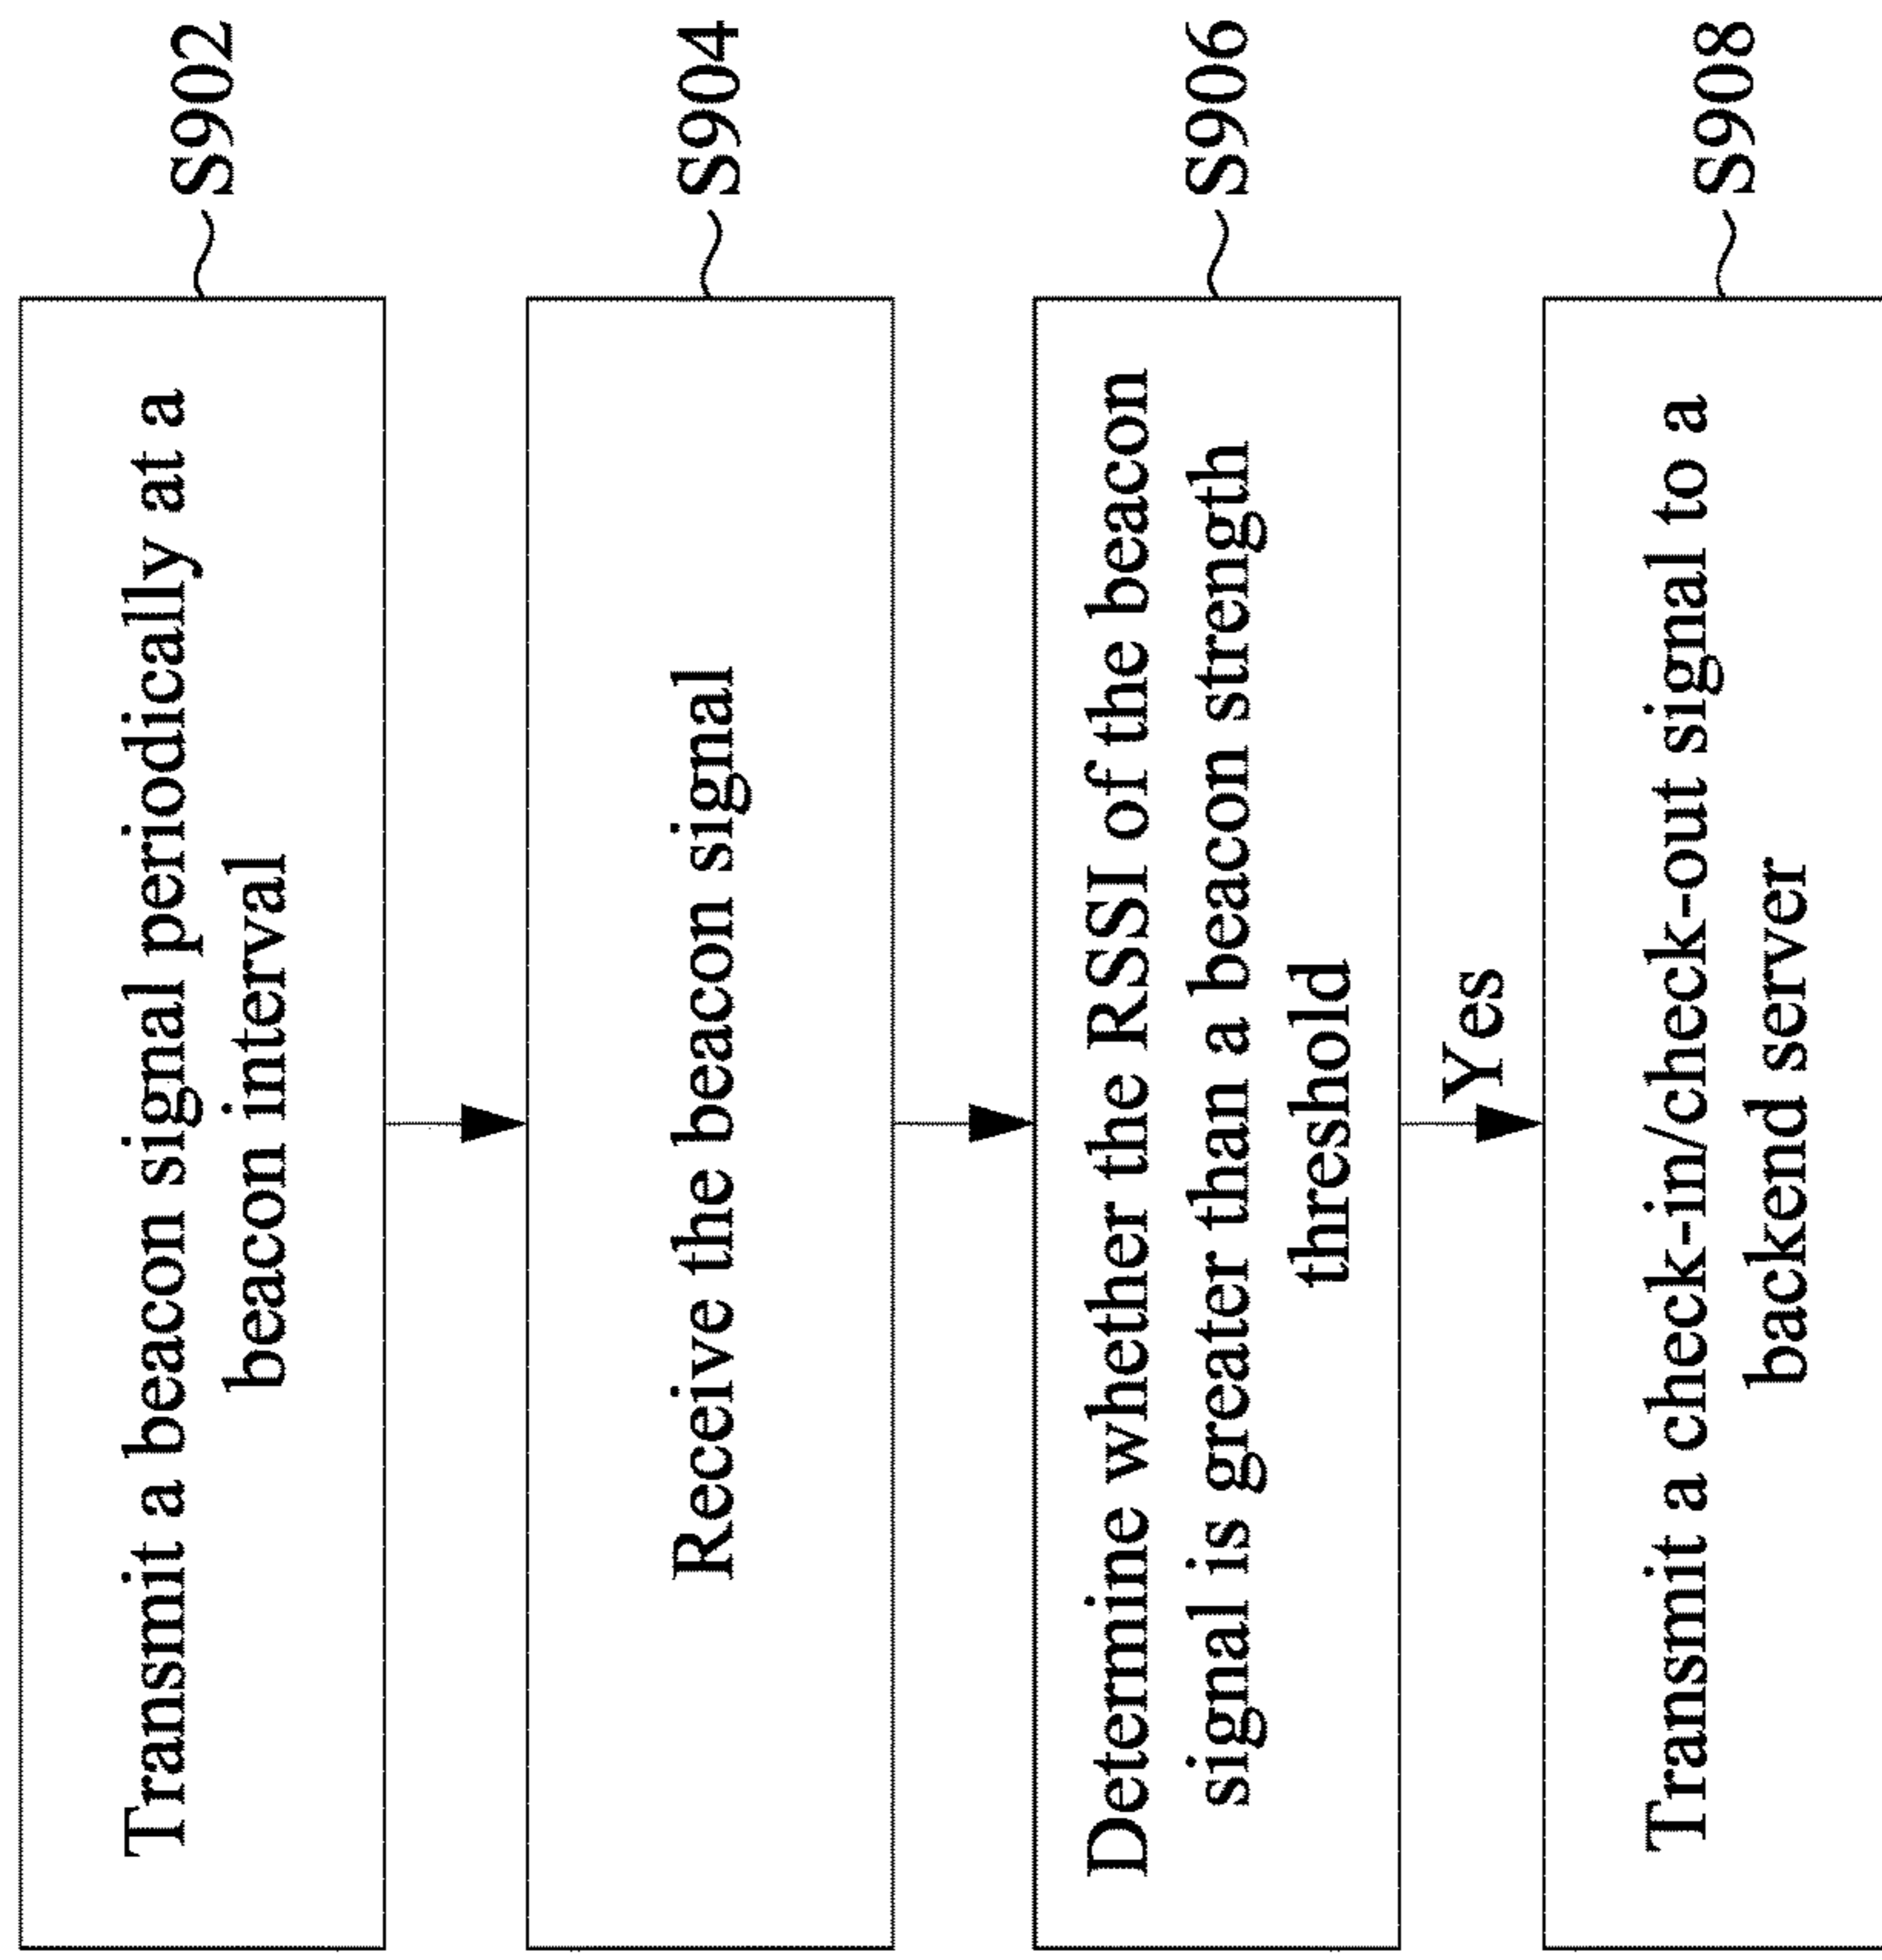 Transmit a beacon signal periodically at a
beacon interval
S902
Receive the beacon signal
S904
Determine whether the RSSI of the beacon
signal is greater than a beacon strength
threshold
S906
Yes
Transmit a check-in/check-out signal to a
backend server
S908